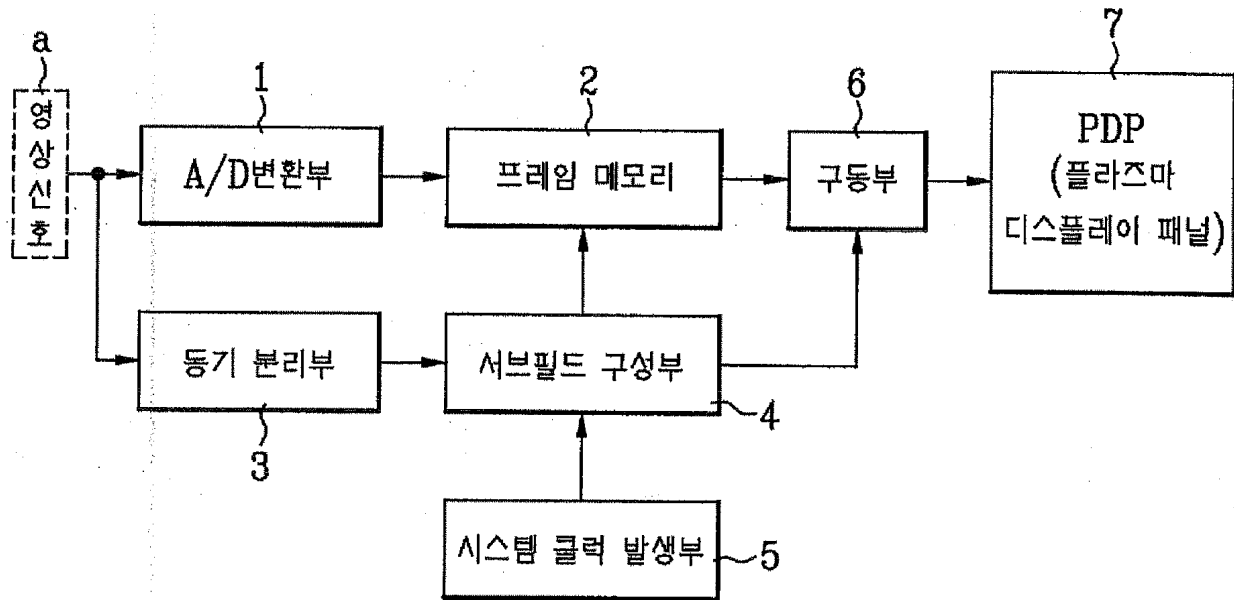 a
영상신호
1
A/D변환부
2
프레임 메모리
6
구동부
7
PDP
(플라즈마
디스플레이 패널)
동기 분리부
3
서브필드 구성부
4
시스템 클럭 발생부
5